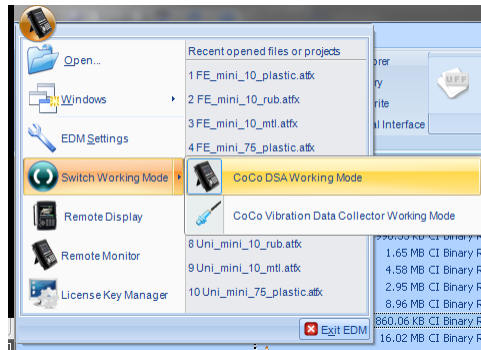 Recent opened files or projects
Open...
1 FE_mini_10_plastic.atfx
Windows
2 FE_mini_10_rub.atfx
3 FE_mini_10_mtl.atfx
EDM Settings
4 FE_mini_75_plastic.atfx
Switch Working Mode
CoCo DSA Working Mode
Remote Display
CoCo Vibration Data Collector Working Mode
8 Uni_mini_10_rub.atfx
Remote Monitor
9 Uni_mini_10_mtl.atfx
License Key Manager
10 Uni_mini_75_plastic.atfx
Exit EDM
Interface
UFF
1.65 MB CI Binary R
4.58 MB CI Binary R
2.95 MB CI Binary R
8.96 MB CI Binary R
860.06 KB CI Binary R
16.02 MB CI Binary R